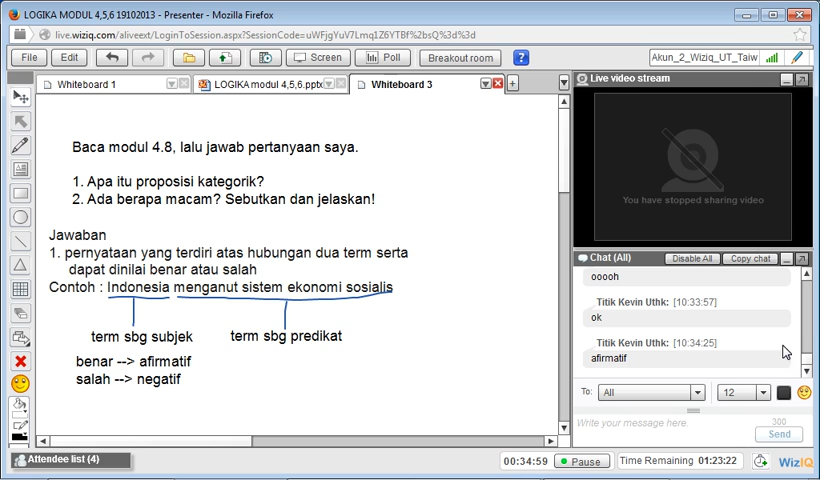 LOGIKA MODUL 4,5,6 19102013 - Presenter - Mozilla Firefox
live.wiziq.com/aliveext/LoginToSession.aspx?SessionCode=uWFjgYuV7Lmq1Z6YTBf%2bsQ%3d%3d
File Edit Screen Poll Breakout room ? Akun_2_Wiziq_UT_Taiw
Whiteboard 1 LOGIKA modul 4,5,6.pptx Whiteboard 3
Baca modul 4.8, lalu jawab pertanyaan saya.
1. Apa itu proposisi kategorik?
2. Ada berapa macam? Sebutkan dan jelaskan!
Jawaban
1. pernyataan yang terdiri atas hubungan dua term serta
dapat dinilai benar atau salah
Contoh : Indonesia menganut sistem ekonomi sosialis
term sbg subjek term sbg predikat
benar --> afirmatif
salah --> negatif
Live video stream
You have stopped sharing video
Chat (All) Disable All Copy chat
ooooh
Titik Kevin Uthk: [10:33:57]
ok
Titik Kevin Uthk: [10:34:25]
afirmatif
To: All 12
Write your message here. 300
Send
Attendee list (4) 00:34:59 Pause Time Remaining 01:23:22 WizIQ